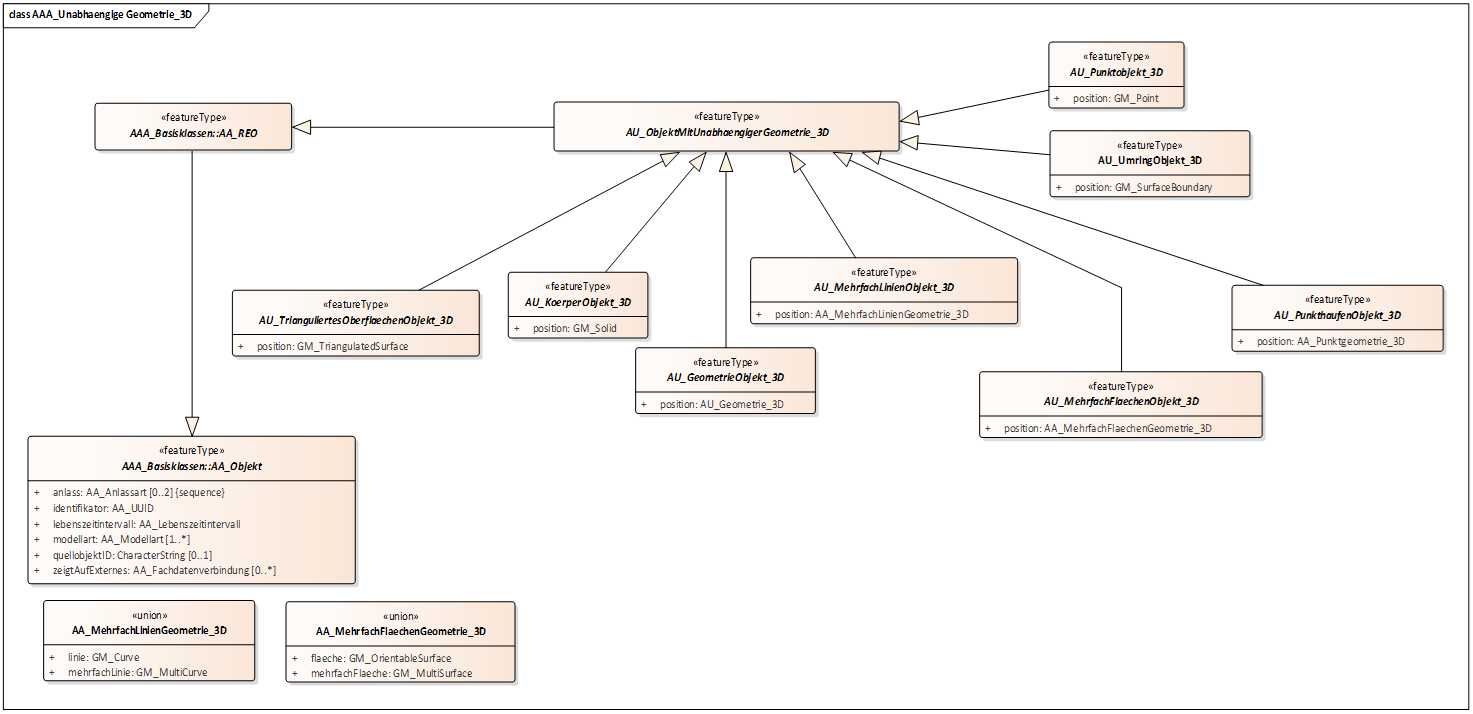 class AAA_Unabhaengige Geometrie_3D
«featureType»
AU_Punktobjekt_3D
+ position: GM_Point
«featureType»
AAA_Basisklassen::AA_REO
«featureType»
AU_ObjektMitUnabhaengigerGeometrie_3D
«featureType»
AU_UmringObjekt_3D
+ position: GM_SurfaceBoundary
«featureType»
AU_TrianguliertesOberflaechenObjekt_3D
+ position: GM_TriangulatedSurface
«featureType»
AU_KoerperObjekt_3D
+ position: GM_Solid
«featureType»
AU_MehrfachLinienObjekt_3D
+ position: AA_MehrfachLinienGeometrie_3D
«featureType»
AU_PunkthaufenObjekt_3D
+ position: AA_Punktgeometrie_3D
«featureType»
AU_GeometrieObjekt_3D
+ position: AU_Geometrie_3D
«featureType»
AU_MehrfachFlaechenObjekt_3D
+ position: AA_MehrfachFlaechenGeometrie_3D
«featureType»
AAA_Basisklassen::AA_Objekt
+ anlass: AA_Anlassart [0..2] {sequence}
+ identifikator: AA_UUID
+ lebenszeitintervall: AA_Lebenszeitintervall
+ modellart: AA_Modellart [1..*]
+ quellobjektID: CharacterString [0..1]
+ zeigtAufExternes: AA_Fachdatenverbindung [0..*]
«union»
AA_MehrfachLinienGeometrie_3D
+ linie: GM_Curve
+ mehrfachLinie: GM_MultiCurve
«union»
AA_MehrfachFlaechenGeometrie_3D
+ flaeche: GM_OrientableSurface
+ mehrfachFlaeche: GM_MultiSurface